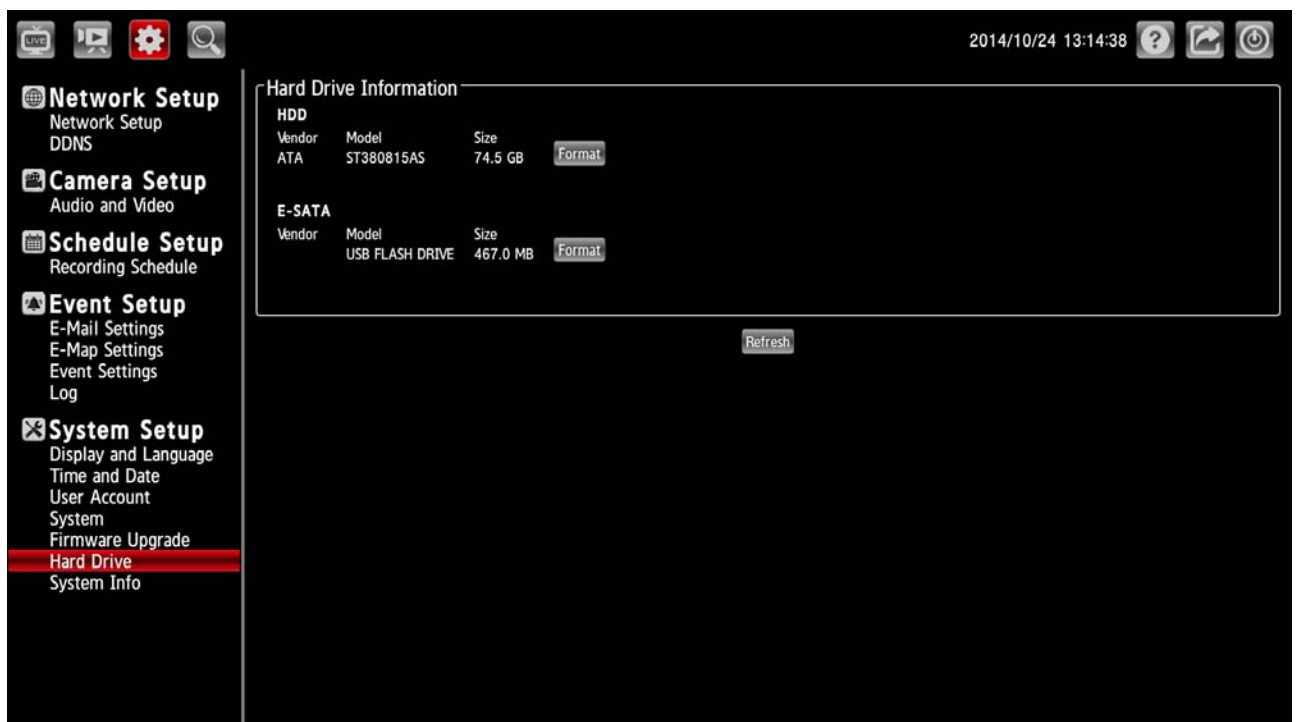 LIVE
2014/10/24 13:14:38
?
Network Setup
Network Setup
DDNS
Camera Setup
Audio and Video
Schedule Setup
Recording Schedule
Event Setup
E-Mail Settings
E-Map Settings
Event Settings
Log
System Setup
Display and Language
Time and Date
User Account
System
Firmware Upgrade
Hard Drive
System Info
Hard Drive Information
HDD
Vendor Model Size
ATA ST380815AS 74.5 GB Format
E-SATA
Vendor Model Size
USB FLASH DRIVE 467.0 MB Format
Refresh